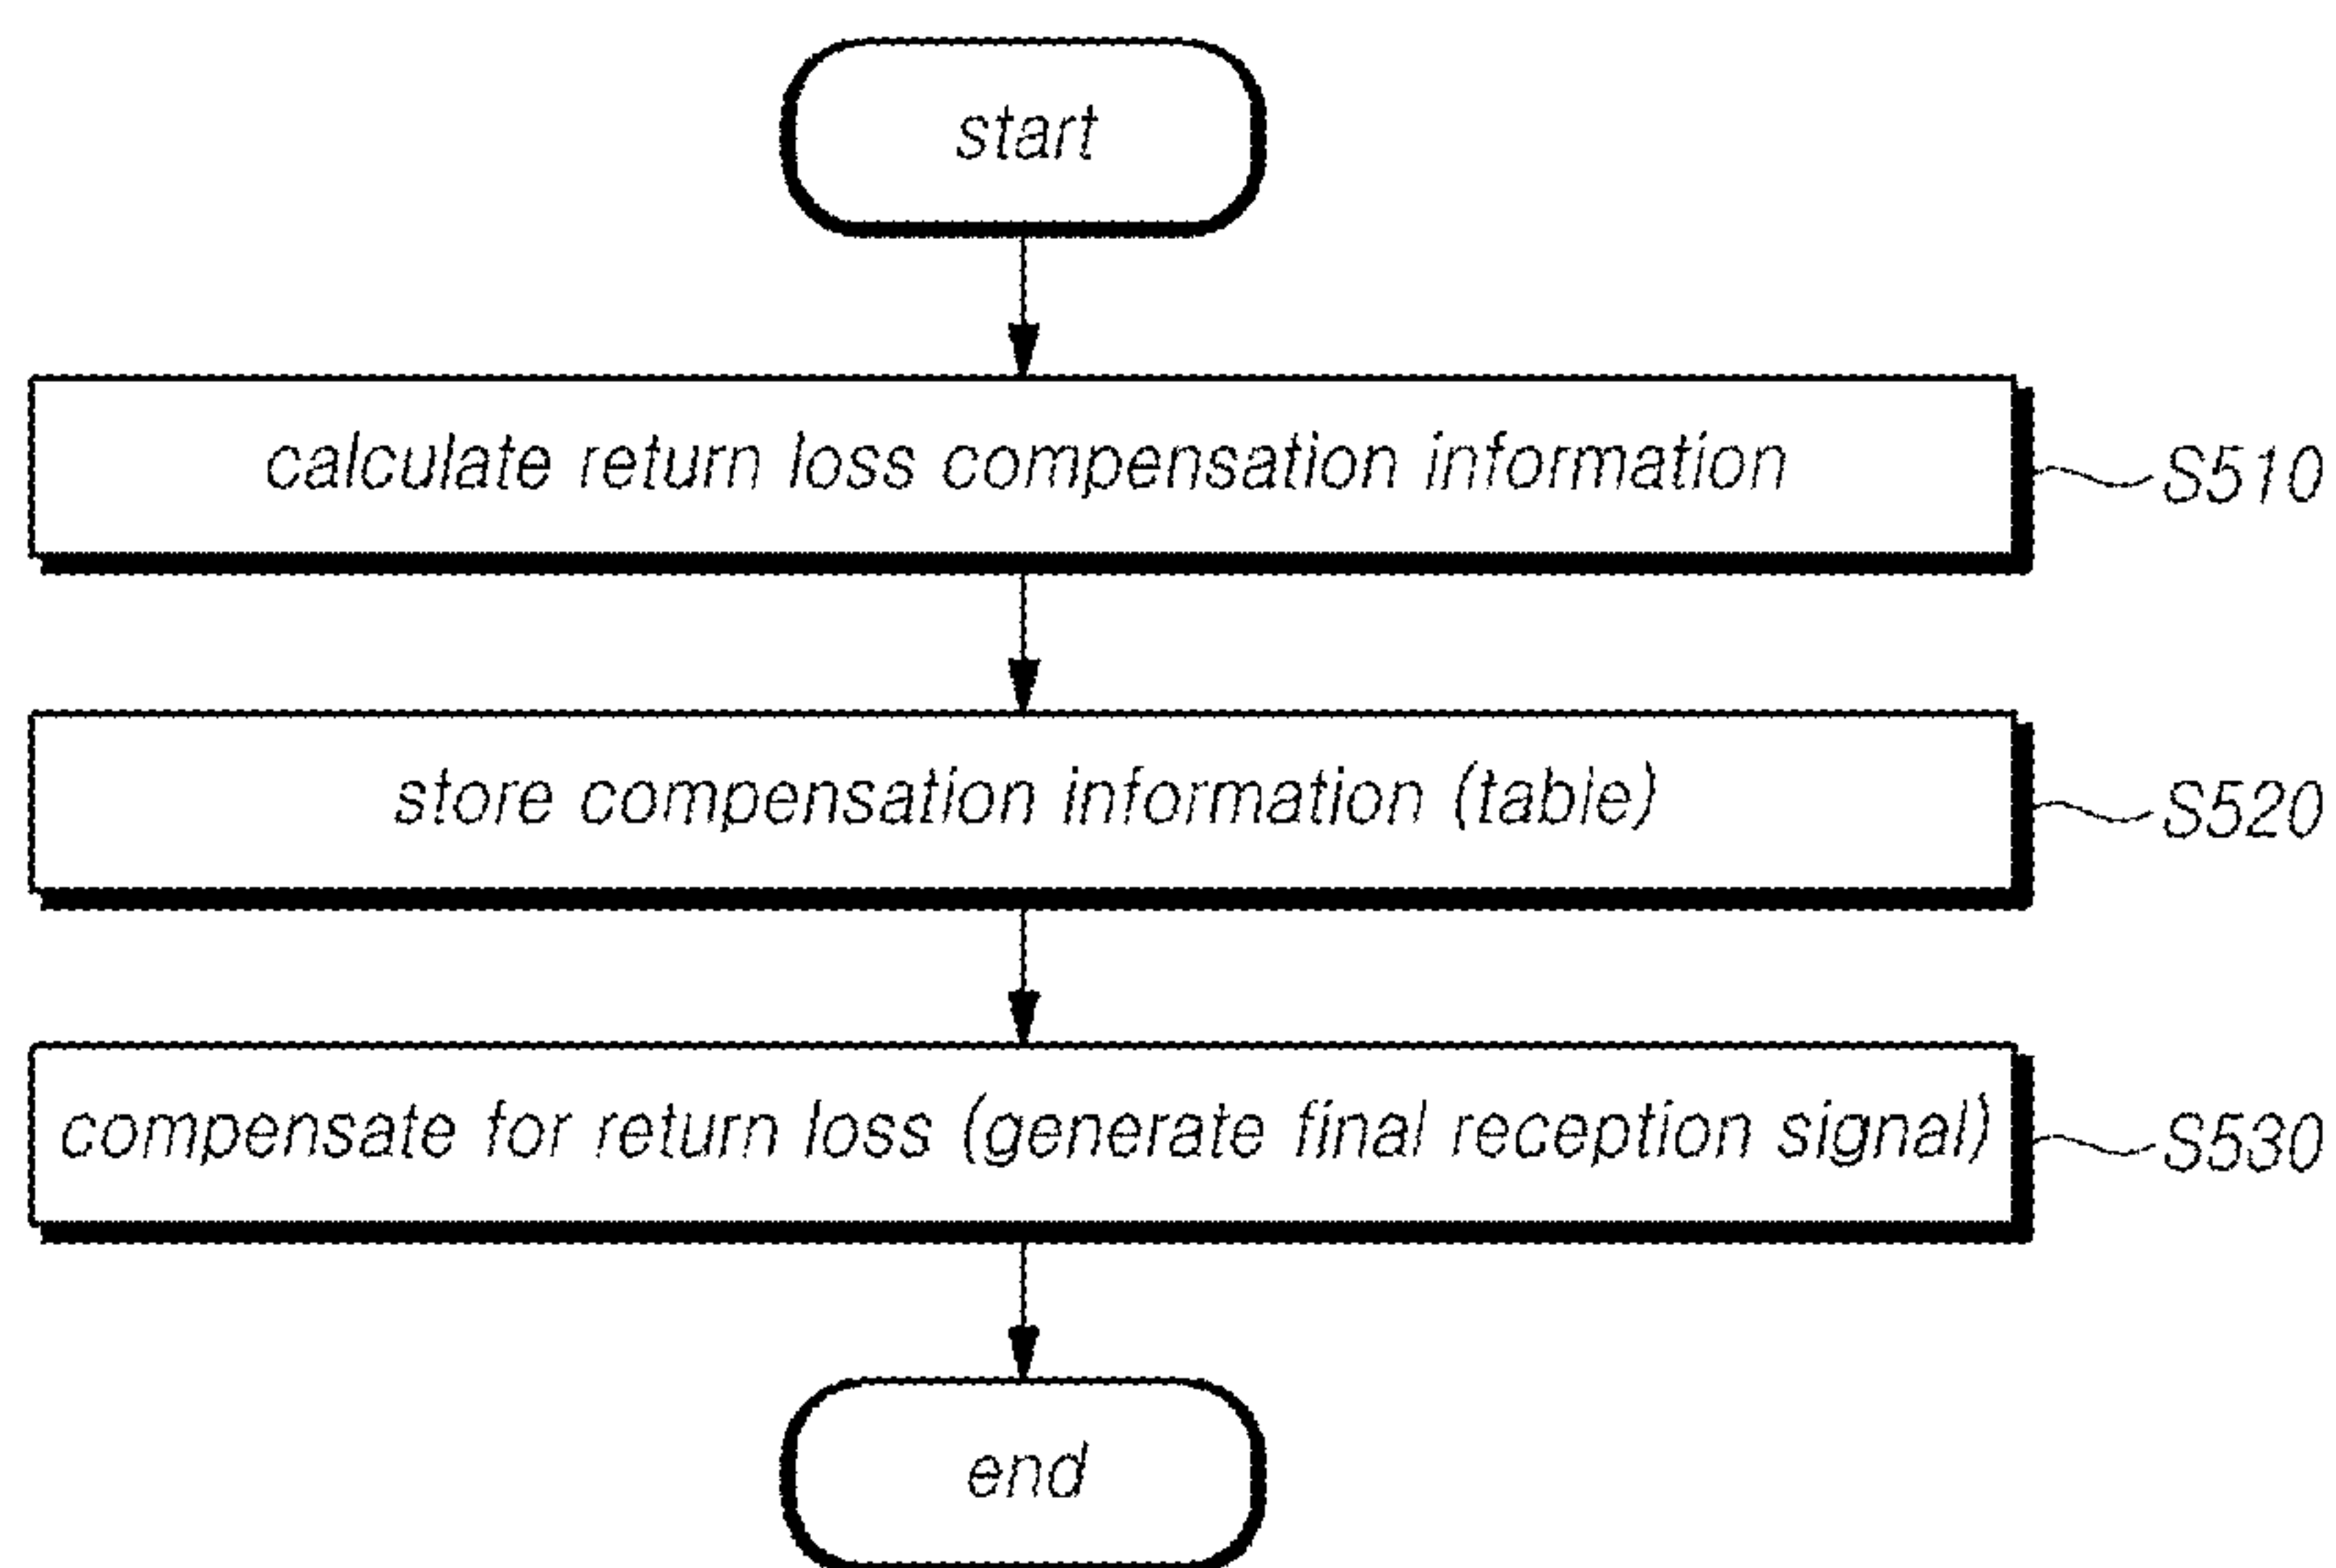 start
calculate return loss compensation information
S510
store compensation information (table)
S520
compensate for return loss (generate final reception signal)
S530
end